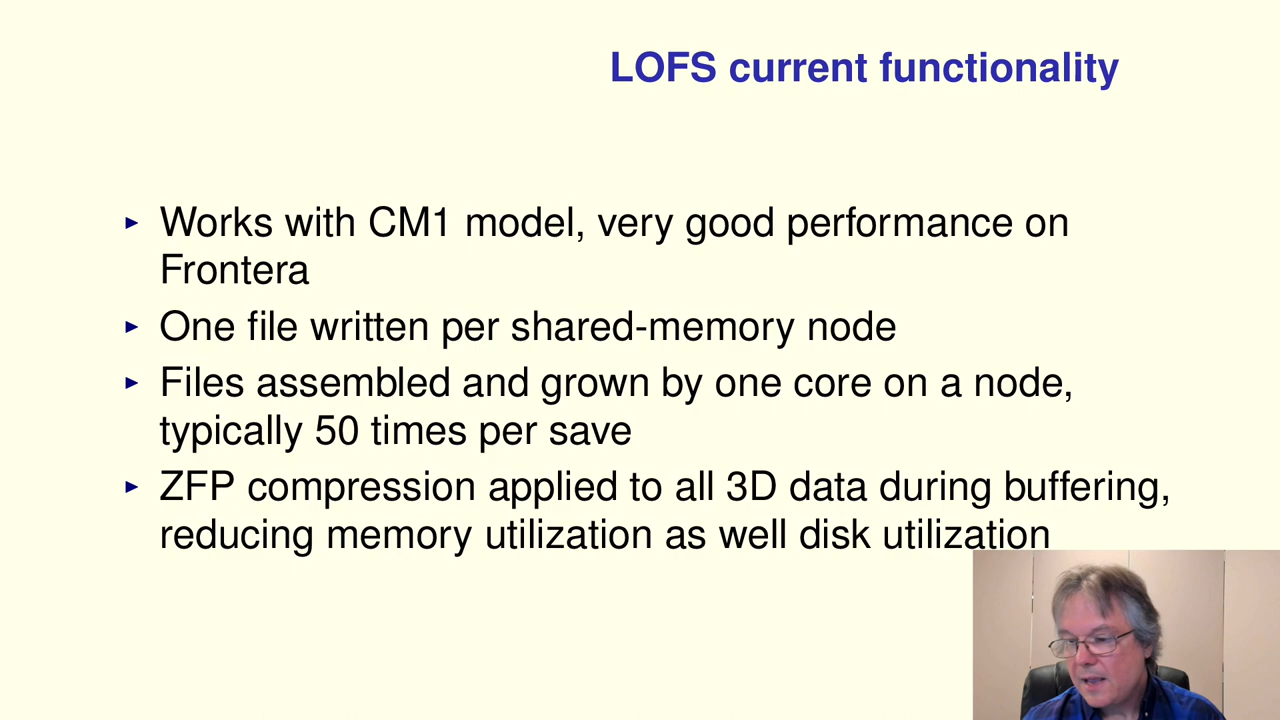 LOFS current functionality
Works with CM1 model, very good performance on
Frontera
One file written per shared-memory node
Files assembled and grown by one core on a node,
typically 50 times per save
ZFP compression applied to all 3D data during buffering,
reducing memory utilization as well disk utilization